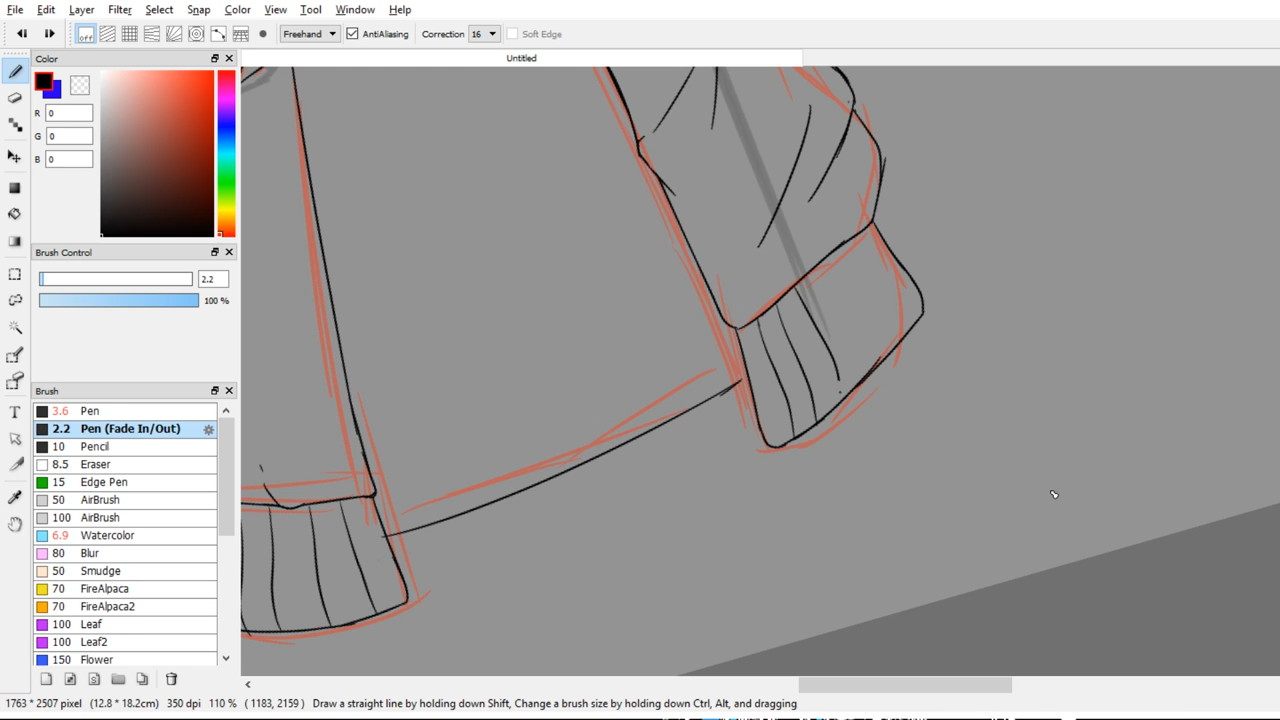 File Edit Layer Filter Select Snap Color View Tool Window Help
off Freehand AntiAliasing Correction 16 Soft Edge
Color Untitled
R 0
G 0
B 0
Brush Control
2.2
100 %
Brush
3.6 Pen
2.2 Pen (Fade In/Out)
10 Pencil
8.5 Eraser
15 Edge Pen
50 AirBrush
100 AirBrush
6.9 Watercolor
80 Blur
50 Smudge
70 FireAlpaca
70 FireAlpaca2
100 Leaf
100 Leaf2
150 Flower
1763 * 2507 pixel (12.8 * 18.2cm) 350 dpi 110 % ( 1183, 2159 ) Draw a straight line by holding down Shift, Change a brush size by holding down Ctrl, Alt, and dragging